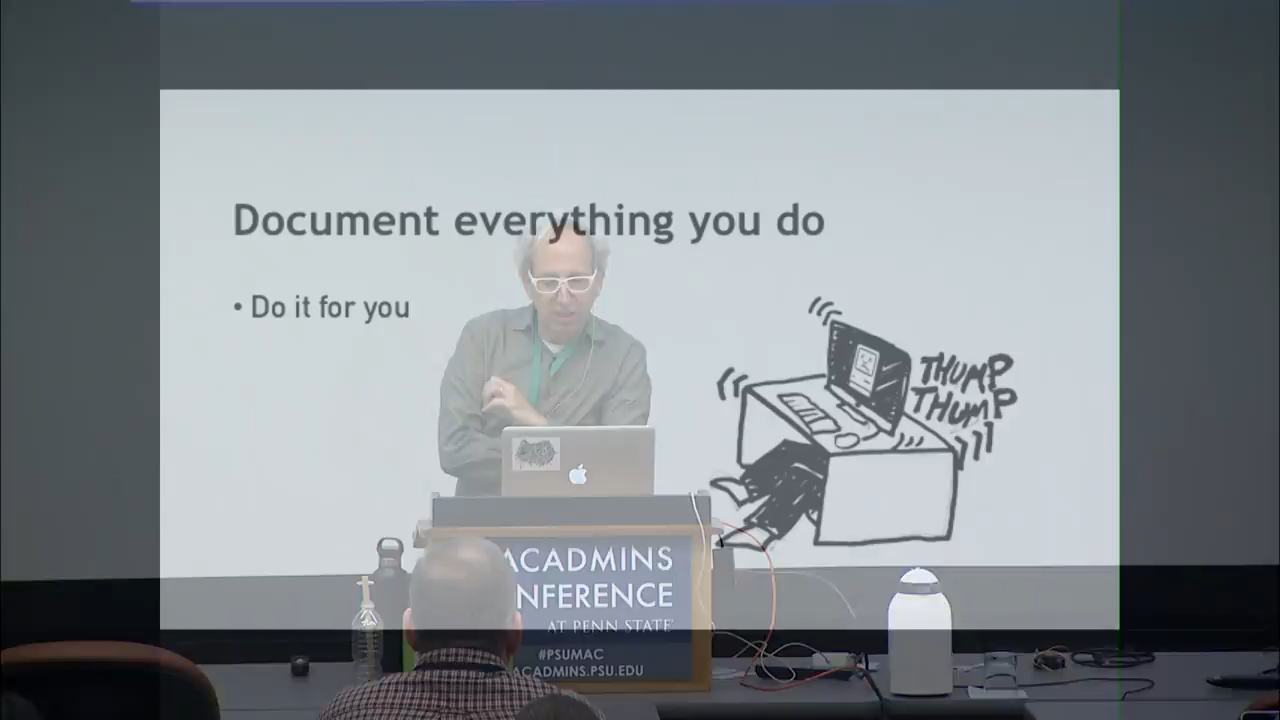 Document everything you do
• Do it for you
THUMP
THUMP
ACADMINS
NFERENCE
AT PENN STATE
#PSUMAC
ACADMINS.PSU.EDU